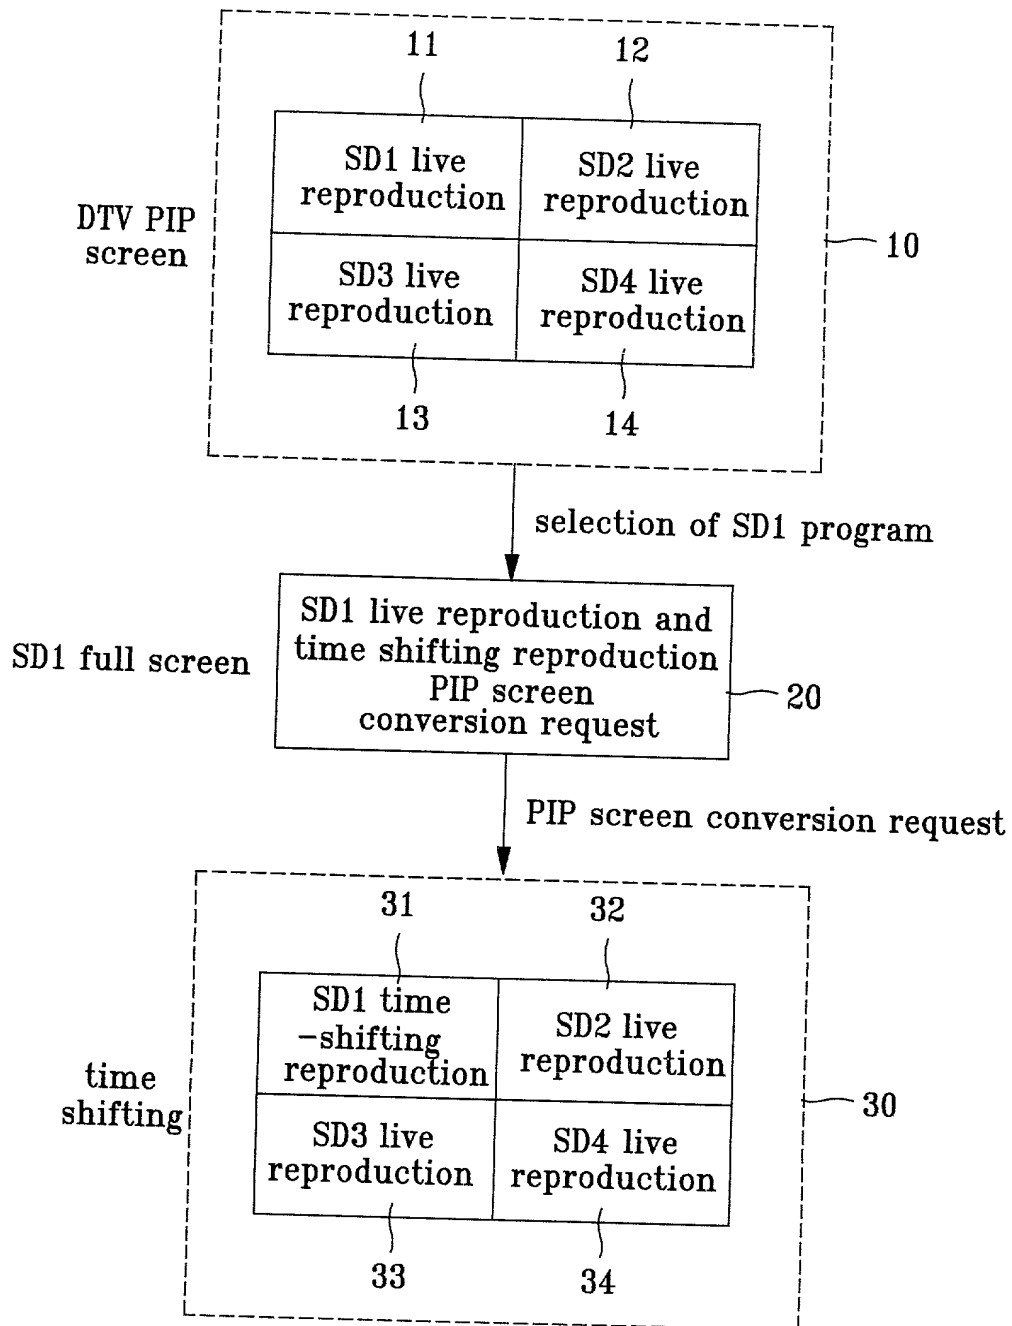 11
12
SD1 live
reproduction
SD2 live
reproduction
DTV PIP
screen
10
SD3 live
reproduction
SD4 live
reproduction
13
14
selection of SD1 program
SD1 full screen
SD1 live reproduction and
time shifting reproduction
PIP screen
conversion request
20
PIP screen conversion request
31
32
SD1 time
-shifting
reproduction
SD2 live
reproduction
time
shifting
30
SD3 live
reproduction
SD4 live
reproduction
33
34